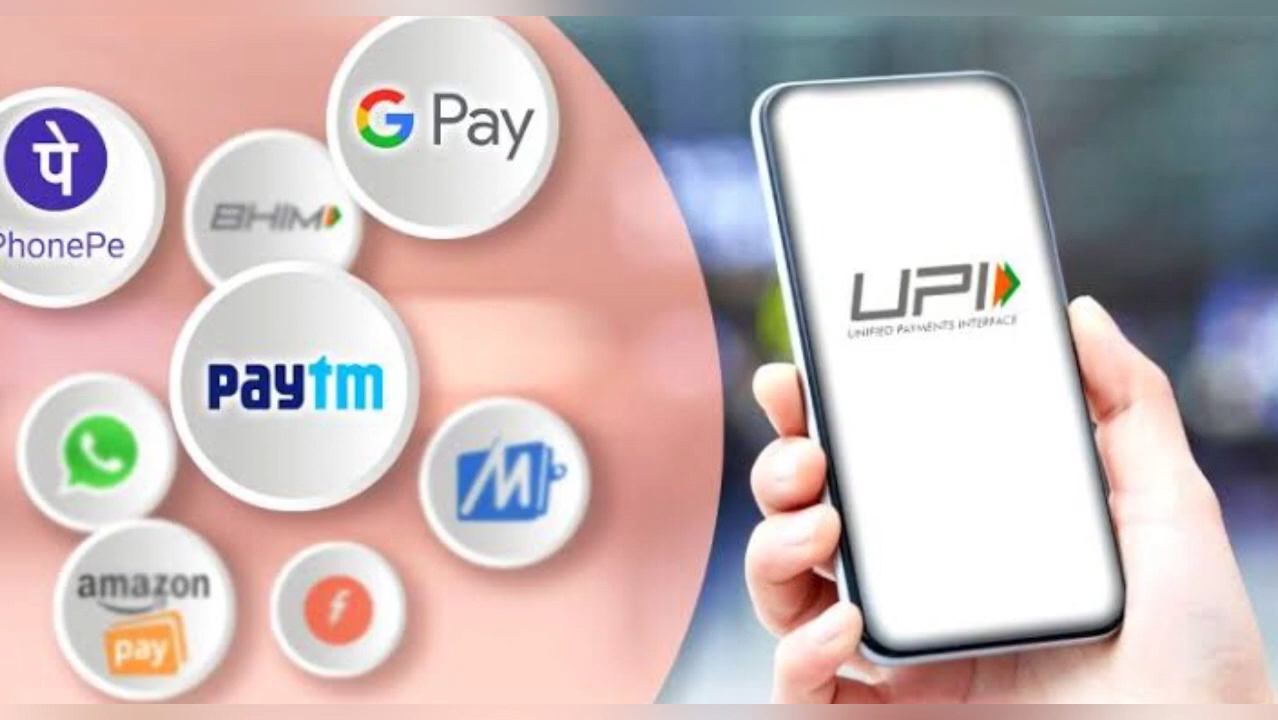 G Pay
पे
PhonePe
BHIM
paytm
M
amazon
pay
UPI
UNIFIED PAYMENTS INTERFACE